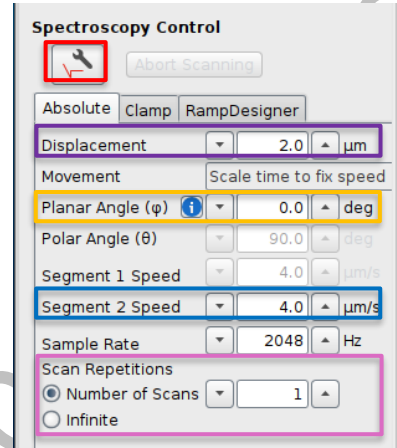 Spectroscopy Control
Abort Scanning
Absolute Clamp RampDesigner
Displacement 2.0 μm
Movement Scale time to fix speed
Planar Angle (φ) i 0.0 deg
Polar Angle (θ) 90.0 deg
Segment 1 Speed 4.0 μm/s
Segment 2 Speed 4.0 μm/s
Sample Rate 2048 Hz
Scan Repetitions
Number of Scans 1
Infinite